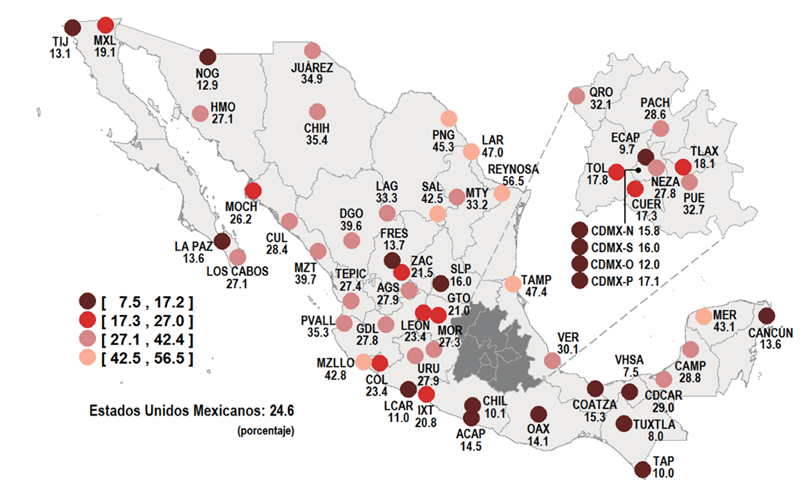 TIJ
13.1
MXL
19.1
NOG
12.9
JUÁREZ
34.9
HMO
27.1
CHIH
35.4
PNG
45.3
LAR
47.0
REYNOSA
56.5
QRO
32.1
PACH
28.6
ECAP
9.7
TLAX
18.1
TOL
17.8
NEZA
27.8
PUE
32.7
CUER
17.3
CDMX-N 15.8
CDMX-S 16.0
CDMX-O 12.0
CDMX-P 17.1
MOCH
26.2
LAG
33.3
SAL
42.5
MTY
33.2
DGO
39.6
FRES
13.7
CUL
28.4
LA PAZ
13.6
LOS CABOS
27.1
MZT
39.7
ZAC
21.5
SLP
16.0
TAMP
47.4
TEPIC
27.4
AGS
27.9
GTO
21.0
[ 7.5 , 17.2 ]
[ 17.3 , 27.0 ]
[ 27.1 , 42.4 ]
[ 42.5 , 56.5 ]
PVALL
35.3
GDL
27.8
LEÓN
23.4
MOR
27.3
MER
43.1
CANCÚN
13.6
VER
30.1
MZLLO
42.8
COL
23.4
URU
27.9
VHSA
7.5
CAMP
28.8
CDCAR
29.0
Estados Unidos Mexicanos: 24.6
(porcentaje)
LCAR
11.0
IXT
20.8
CHIL
10.1
ACAP
14.5
OAX
14.1
COATZA
15.3
TUXTLA
8.0
TAP
10.0